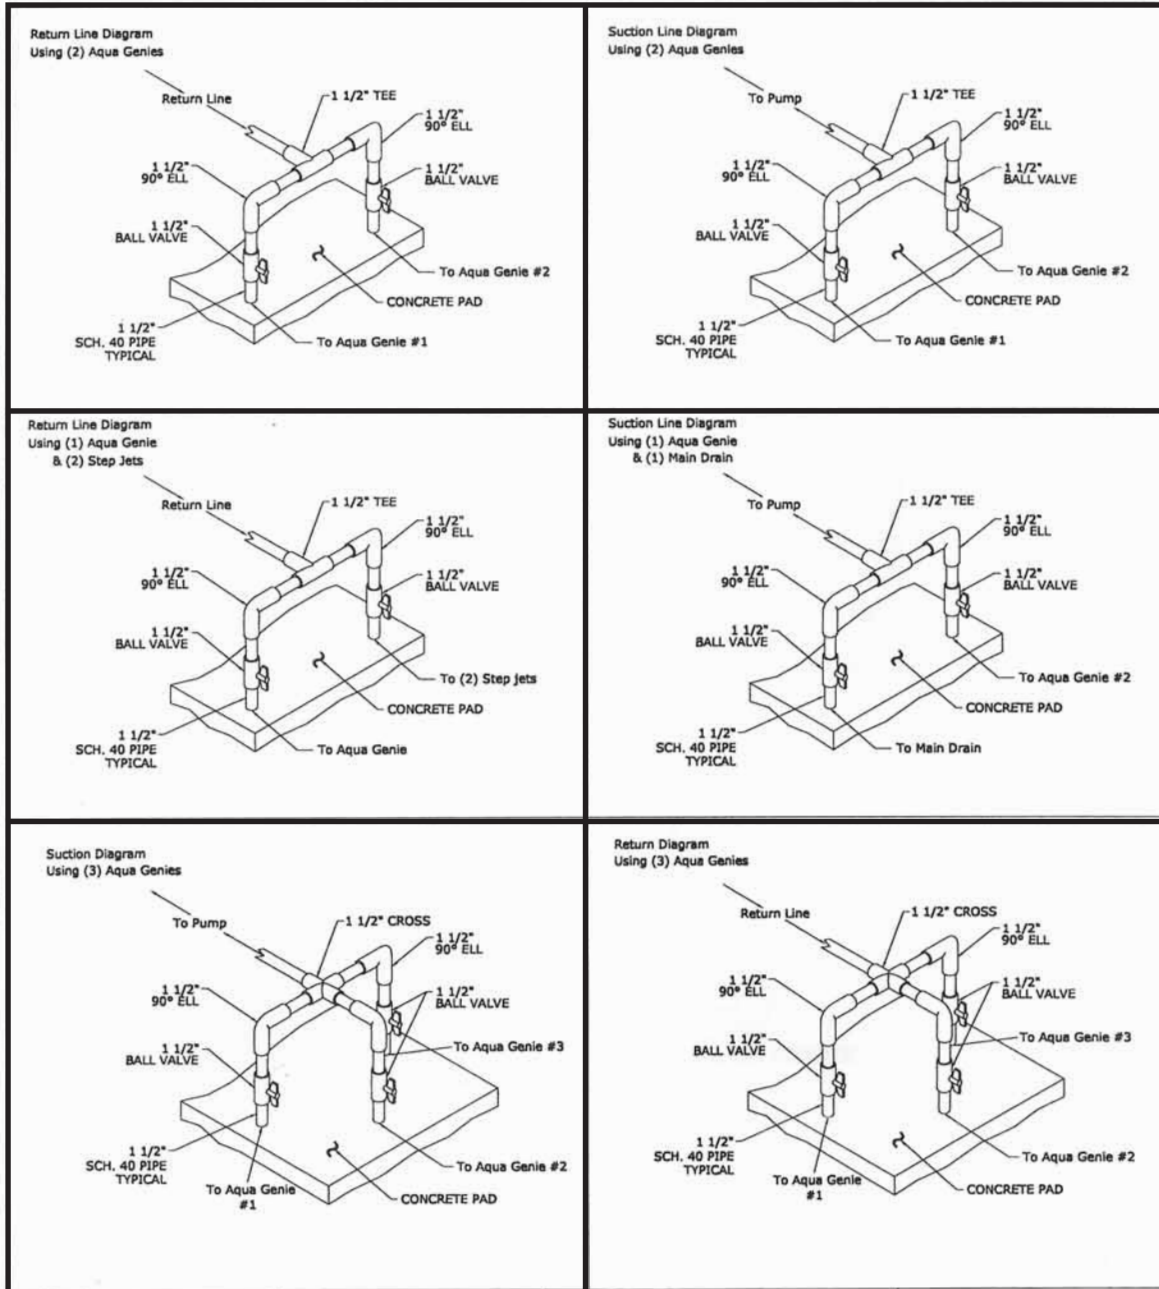 Return Line Diagram
Using (2) Aqua Genies
Return Line
1 1/2" TEE
1 1/2"
90° ELL
1 1/2"
90° ELL
1 1/2"
BALL VALVE
1 1/2"
BALL VALVE
To Aqua Genie #2
CONCRETE PAD
1 1/2"
SCH. 40 PIPE
TYPICAL
To Aqua Genie #1
Suction Line Diagram
Using (2) Aqua Genies
To Pump
1 1/2" TEE
1 1/2"
90° ELL
1 1/2"
90° ELL
1 1/2"
BALL VALVE
1 1/2"
BALL VALVE
To Aqua Genie #2
CONCRETE PAD
1 1/2"
SCH. 40 PIPE
TYPICAL
To Aqua Genie #1
Return Line Diagram
Using (1) Aqua Genie
& (2) Step Jets
Return Line
1 1/2" TEE
1 1/2"
90° ELL
1 1/2"
90° ELL
1 1/2"
BALL VALVE
1 1/2"
BALL VALVE
To (2) Step Jets
CONCRETE PAD
1 1/2"
SCH. 40 PIPE
TYPICAL
To Aqua Genie
Suction Line Diagram
Using (1) Aqua Genie
& (1) Main Drain
To Pump
1 1/2" TEE
1 1/2"
90° ELL
1 1/2"
90° ELL
1 1/2"
BALL VALVE
1 1/2"
BALL VALVE
To Aqua Genie #2
CONCRETE PAD
1 1/2"
SCH. 40 PIPE
TYPICAL
To Main Drain
Suction Diagram
Using (3) Aqua Genies
To Pump
1 1/2" CROSS
1 1/2"
90° ELL
1 1/2"
90° ELL
1 1/2"
BALL VALVE
1 1/2"
BALL VALVE
To Aqua Genie #3
1 1/2"
SCH. 40 PIPE
TYPICAL
To Aqua Genie #2
To Aqua Genie
#1
CONCRETE PAD
Return Diagram
Using (3) Aqua Genies
Return Line
1 1/2" CROSS
1 1/2"
90° ELL
1 1/2"
90° ELL
1 1/2"
BALL VALVE
1 1/2"
BALL VALVE
To Aqua Genie #3
1 1/2"
SCH. 40 PIPE
TYPICAL
To Aqua Genie #2
To Aqua Genie
#1
CONCRETE PAD